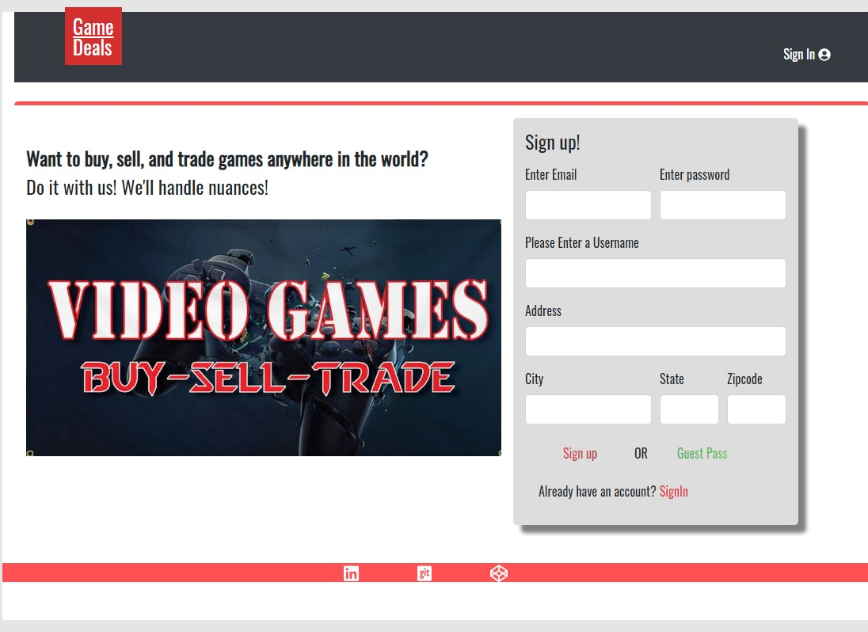 Game
Deals
Sign In
Want to buy, sell, and trade games anywhere in the world?
Do it with us! We'll handle nuances!
VIDEO GAMES
BUY-SELL-TRADE
Sign up!
Enter Email Enter password
Please Enter a Username
Address
City State Zipcode
Sign up OR Guest Pass
Already have an account? SignIn
in git